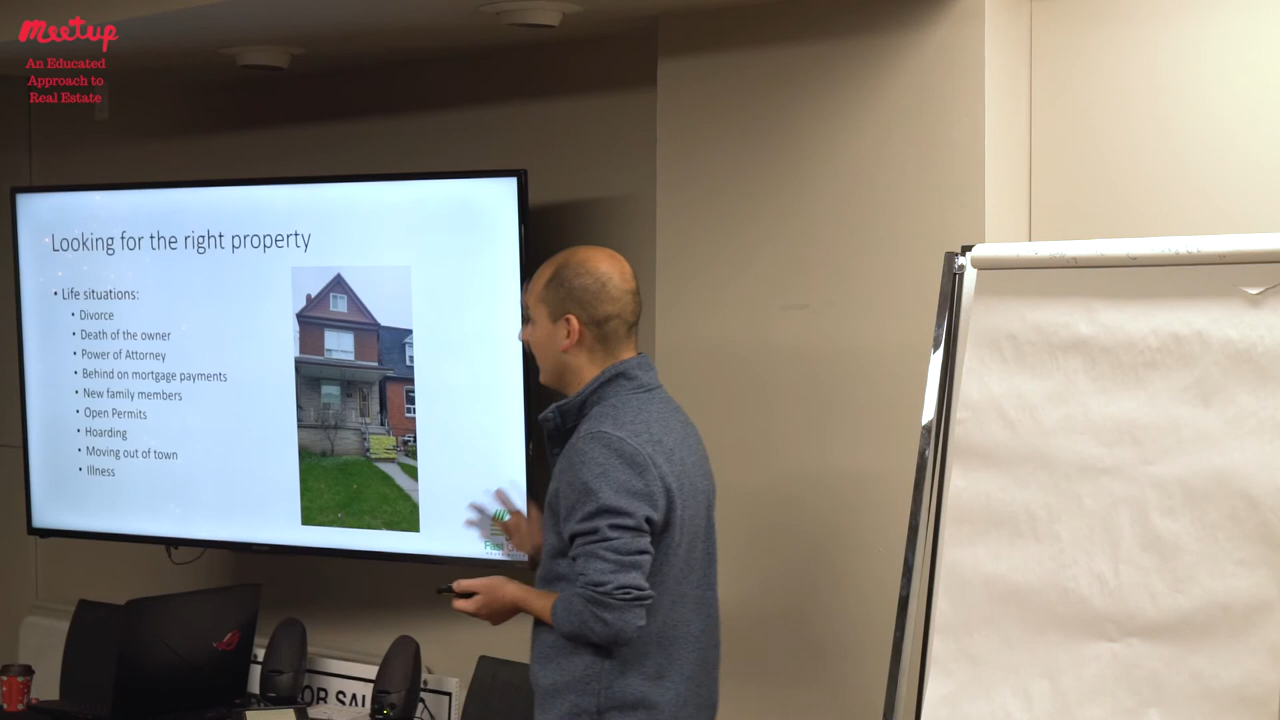 Meetup
An Educated
Approach to
Real Estate
Looking for the right property
• Life situations:
• Divorce
• Death of the owner
• Power of Attorney
• Behind on mortgage payments
• New family members
• Open Permits
• Hoarding
• Moving out of town
• Illness
Fast